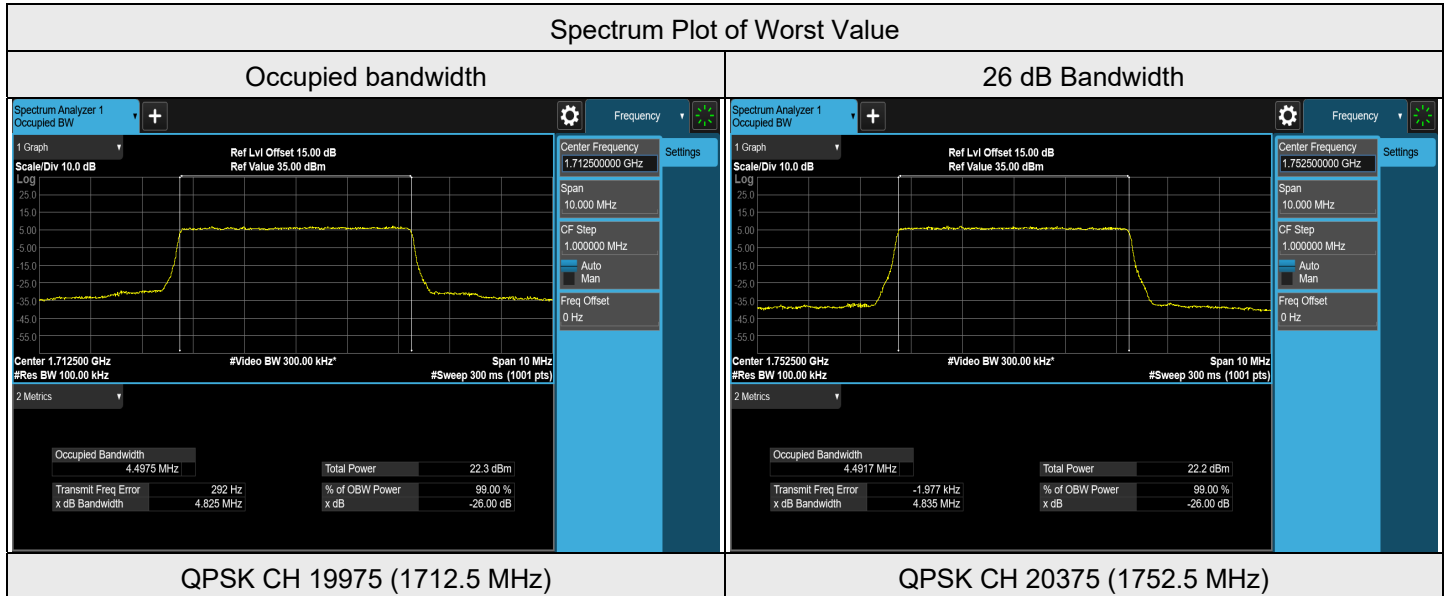 Spectrum Plot of Worst Value
Occupied bandwidth
26 dB Bandwidth
Spectrum Analyzer 1
Occupied BW
+
Frequency
1 Graph
Scale/Div 10.0 dB
Ref Lvl Offset 15.00 dB
Ref Value 35.00 dBm
Log
25.0
15.0
5.00
-5.00
-15.0
-25.0
-35.0
-45.0
-55.0
Center 1.712500 GHz
#Video BW 300.00 kHz*
Span 10 MHz
#Res BW 100.00 kHz
#Sweep 300 ms (1001 pts)
Center Frequency
1.712500000 GHz
Settings
Span
10.000 MHz
CF Step
1.000000 MHz
Auto
Man
Freq Offset
0 Hz
2 Metrics
Occupied Bandwidth
4.4975 MHz
Total Power 22.3 dBm
Transmit Freq Error 292 Hz
% of OBW Power 99.00 %
x dB Bandwidth 4.825 MHz
x dB -26.00 dB
Spectrum Analyzer 1
Occupied BW
+
Frequency
1 Graph
Scale/Div 10.0 dB
Ref Lvl Offset 15.00 dB
Ref Value 35.00 dBm
Log
25.0
15.0
5.00
-5.00
-15.0
-25.0
-35.0
-45.0
-55.0
Center 1.752500 GHz
#Video BW 300.00 kHz*
Span 10 MHz
#Res BW 100.00 kHz
#Sweep 300 ms (1001 pts)
Center Frequency
1.752500000 GHz
Settings
Span
10.000 MHz
CF Step
1.000000 MHz
Auto
Man
Freq Offset
0 Hz
2 Metrics
Occupied Bandwidth
4.4917 MHz
Total Power 22.2 dBm
Transmit Freq Error -1.977 kHz
% of OBW Power 99.00 %
x dB Bandwidth 4.835 MHz
x dB -26.00 dB
QPSK CH 19975 (1712.5 MHz)
QPSK CH 20375 (1752.5 MHz)